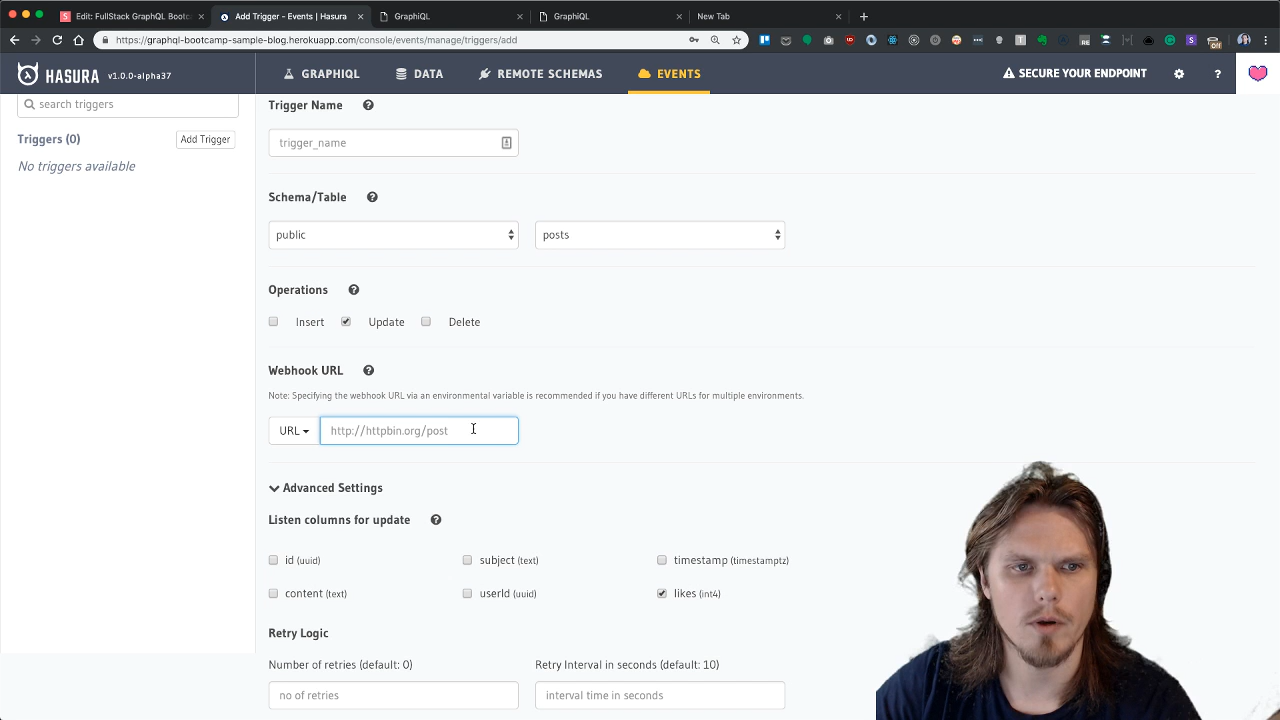 Edit: FullStack GraphQL Bootc
Add Trigger - Events | Hasura
GraphiQL
GraphiQL
New Tab
https://graphql-bootcamp-sample-blog.herokuapp.com/console/events/manage/triggers/add
HASURA v1.0.0-alpha37
GRAPHIQL
DATA
REMOTE SCHEMAS
EVENTS
SECURE YOUR ENDPOINT
search triggers
Triggers (0)
Add Trigger
No triggers available
Trigger Name
trigger_name
Schema/Table
public
posts
Operations
Insert Update Delete
Webhook URL
Note: Specifying the webhook URL via an environmental variable is recommended if you have different URLs for multiple environments.
URL
http://httpbin.org/post
Advanced Settings
Listen columns for update
id (uuid) subject (text) timestamp (timestamptz)
content (text) userId (uuid) likes (int4)
Retry Logic
Number of retries (default: 0) Retry Interval in seconds (default: 10)
no of retries interval time in seconds